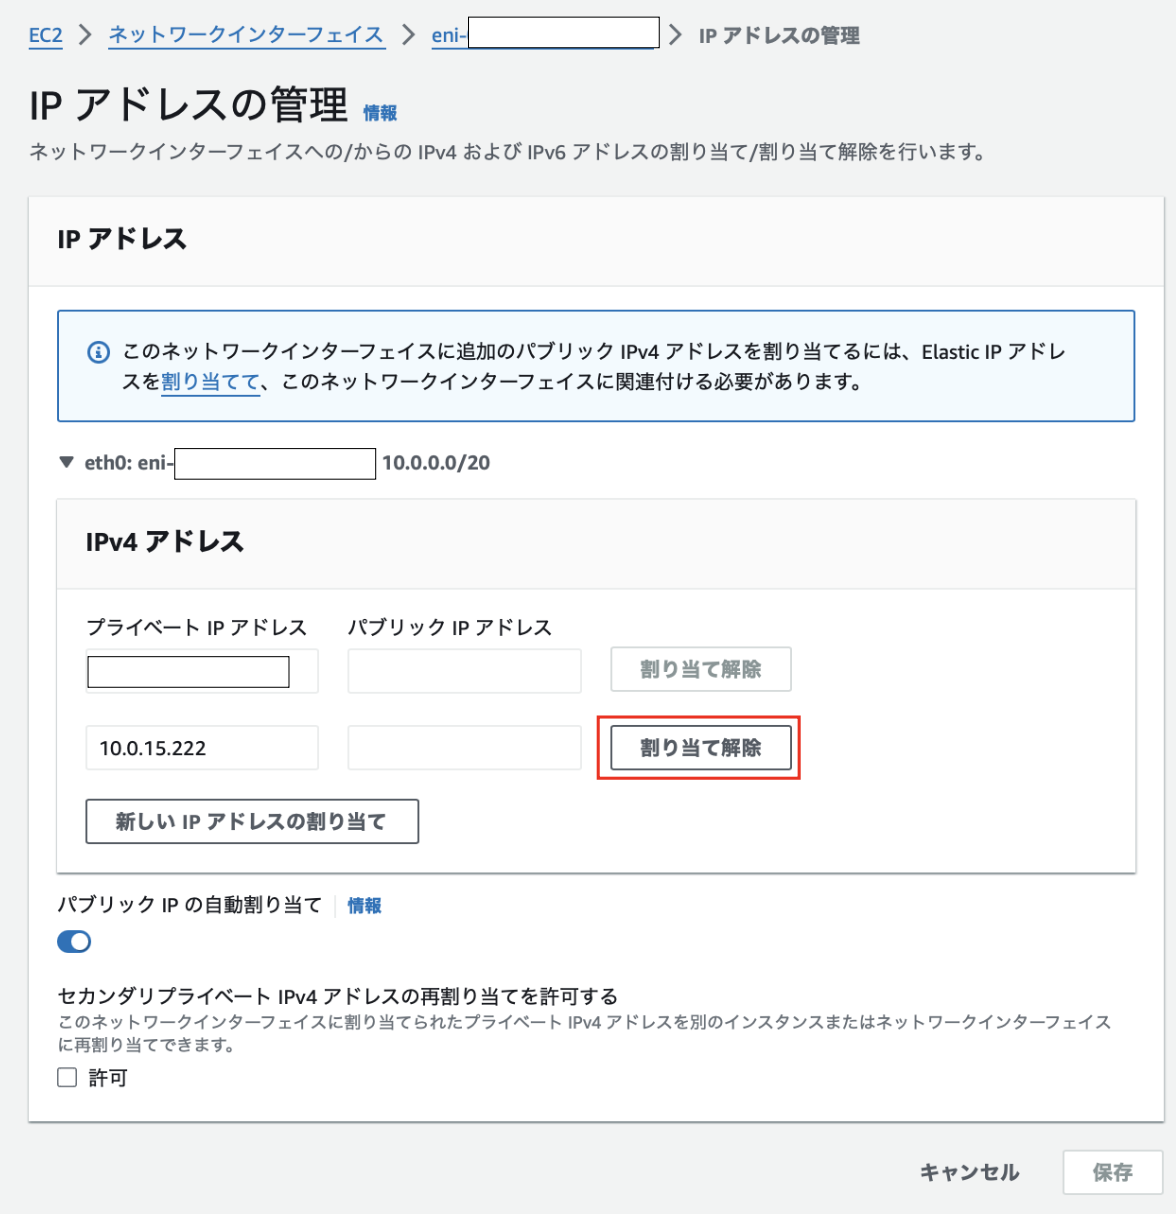 EC2 > ネットワークインターフェイス > eni- > IP アドレスの管理
IP アドレスの管理 情報
ネットワークインターフェイスへの/からの IPv4 および IPv6 アドレスの割り当て/割り当て解除を行います。
IP アドレス
このネットワークインターフェイスに追加のパブリック IPv4 アドレスを割り当てるには、Elastic IP アドレ
スを割り当てて、このネットワークインターフェイスに関連付ける必要があります。
▼ eth0: eni- 10.0.0.0/20
IPv4 アドレス
プライベート IP アドレス パブリック IP アドレス
割り当て解除
10.0.15.222 割り当て解除
新しい IP アドレスの割り当て
パブリック IP の自動割り当て 情報
セカンダリプライベート IPv4 アドレスの再割り当てを許可する
このネットワークインターフェイスに割り当てられたプライベート IPv4 アドレスを別のインスタンスまたはネットワークインターフェイス
に再割り当てできます。
許可
キャンセル 保存